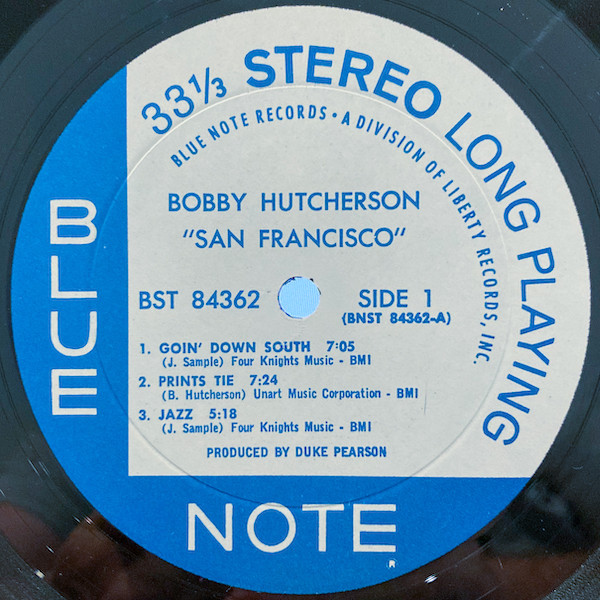 33⅓ STEREO LONG PLAYING
BLUE NOTE RECORDS • A DIVISION OF LIBERTY RECORDS, INC.
BOBBY HUTCHERSON
"SAN FRANCISCO"
BST 84362
SIDE 1
(BNST 84362-A)
1. GOIN' DOWN SOUTH 7:05
(J. Sample) Four Knights Music - BMI
2. PRINTS TIE 7:24
(B. Hutcherson) Unart Music Corporation - BMI
3. JAZZ 5:18
(J. Sample) Four Knights Music - BMI
PRODUCED BY DUKE PEARSON
BLUE
NOTE®